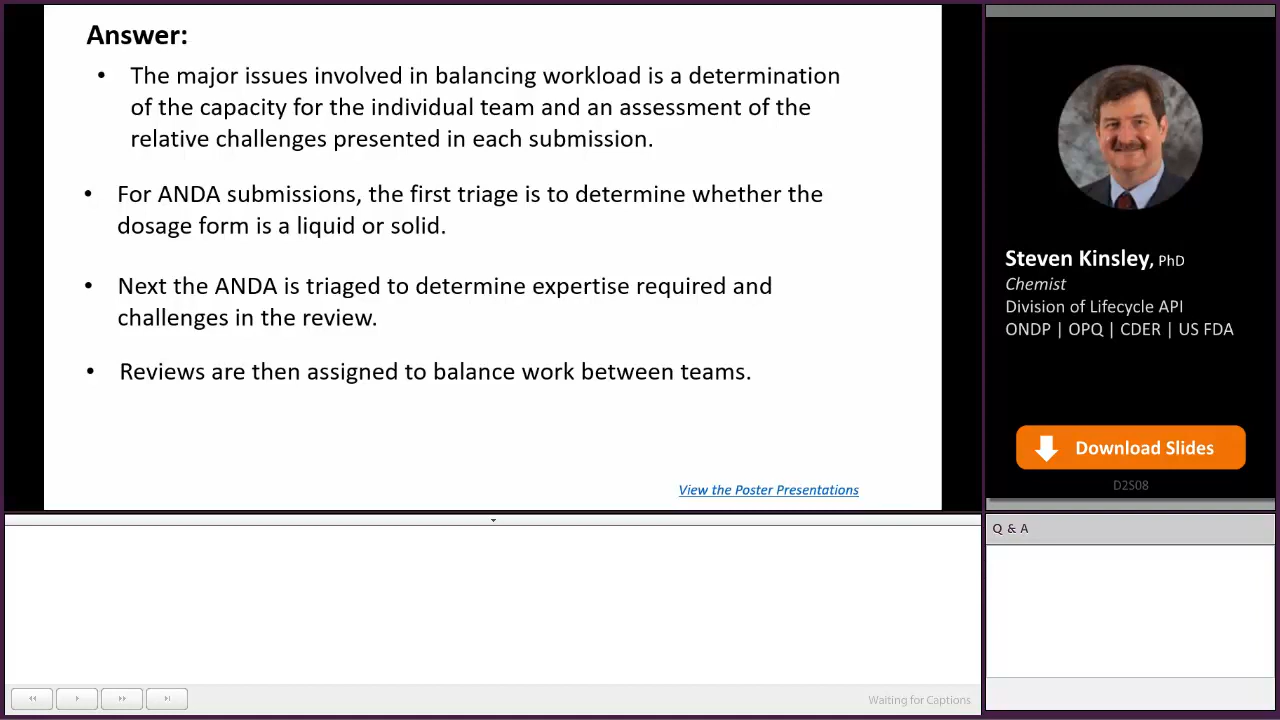 Answer:
• The major issues involved in balancing workload is a determination
of the capacity for the individual team and an assessment of the
relative challenges presented in each submission.
• For ANDA submissions, the first triage is to determine whether the
dosage form is a liquid or solid.
• Next the ANDA is triaged to determine expertise required and
challenges in the review.
• Reviews are then assigned to balance work between teams.
View the Poster Presentations
Steven Kinsley, PhD
Chemist
Division of Lifecycle API
ONDP | OPQ | CDER | US FDA
Download Slides
D2S08
Q & A
Waiting for Captions